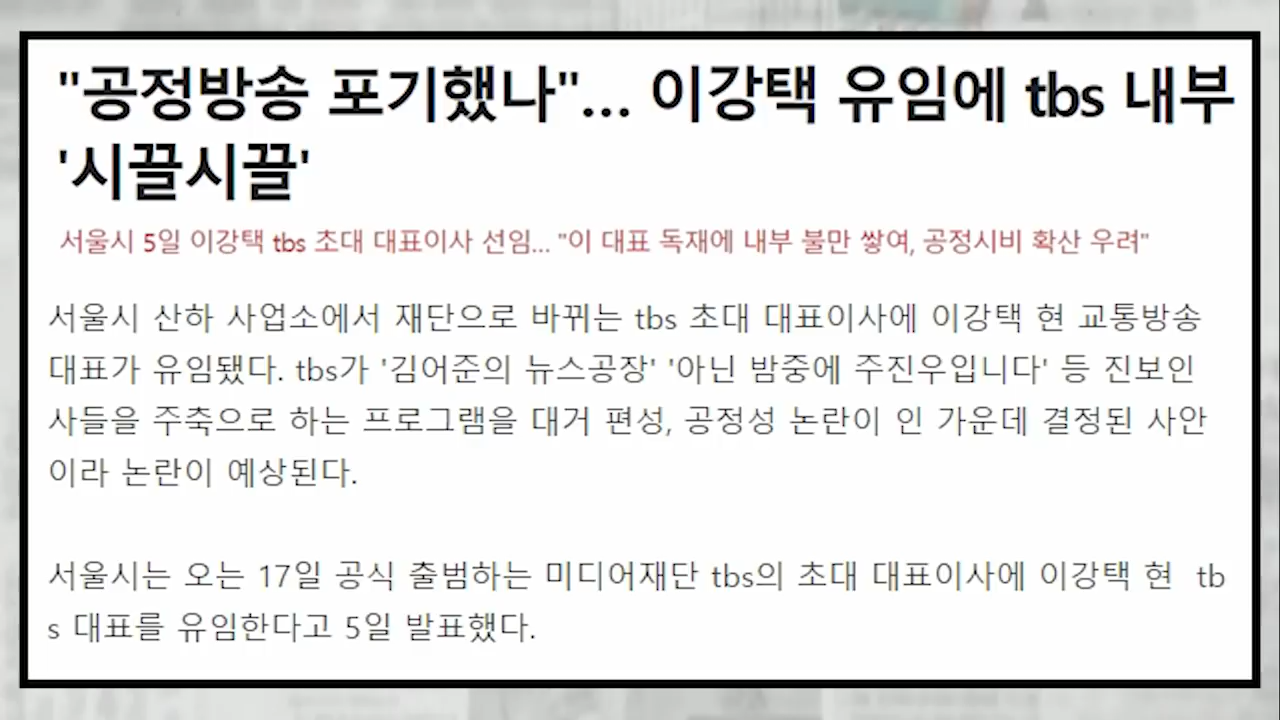 "공정방송 포기했나"... 이강택 유임에 tbs 내부
'시끌시끌'
서울시 5일 이강택 tbs 초대 대표이사 선임... "이 대표 독재에 내부 불만 쌓여, 공정시비 확산 우려"
서울시 산하 사업소에서 재단으로 바뀌는 tbs 초대 대표이사에 이강택 현 교통방송
대표가 유임됐다. tbs가 '김어준의 뉴스공장' '아닌 밤중에 주진우입니다' 등 진보인
사들을 주축으로 하는 프로그램을 대거 편성, 공정성 논란이 인 가운데 결정된 사안
이라 논란이 예상된다.
서울시는 오는 17일 공식 출범하는 미디어재단 tbs의 초대 대표이사에 이강택 현 tb
s 대표를 유임한다고 5일 발표했다.